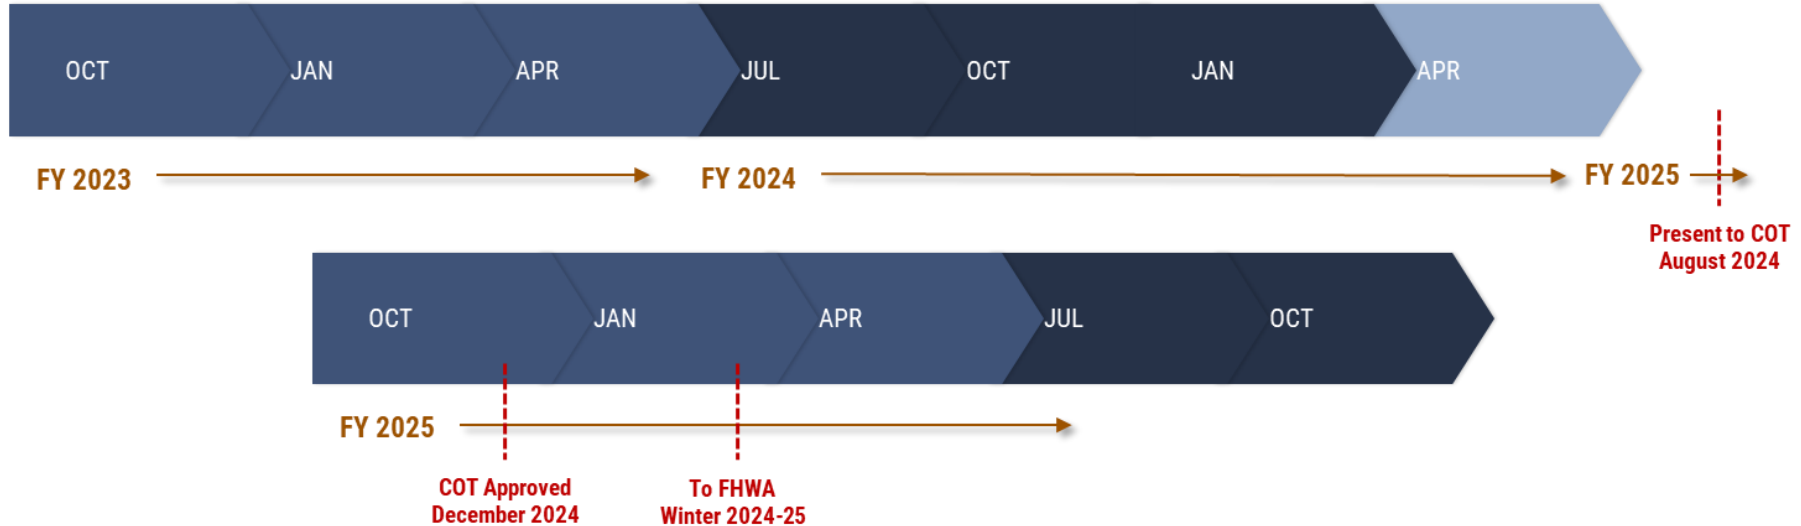 OCT JAN APR JUL OCT JAN APR
FY 2023 FY 2024 FY 2025
Present to COT
August 2024
OCT JAN APR JUL OCT
FY 2025
COT Approved
December 2024
To FHWA
Winter 2024-25